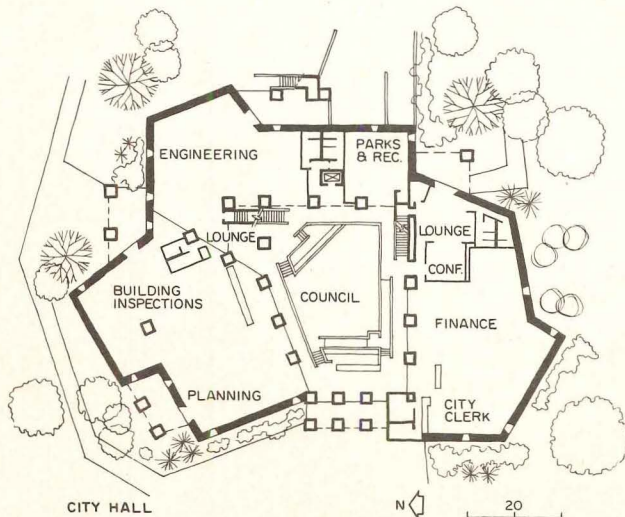 ENGINEERING
PARKS
& REC.
LOUNGE
LOUNGE
CONF.
BUILDING
INSPECTIONS
COUNCIL
FINANCE
PLANNING
CITY
CLERK
CITY HALL
N
20